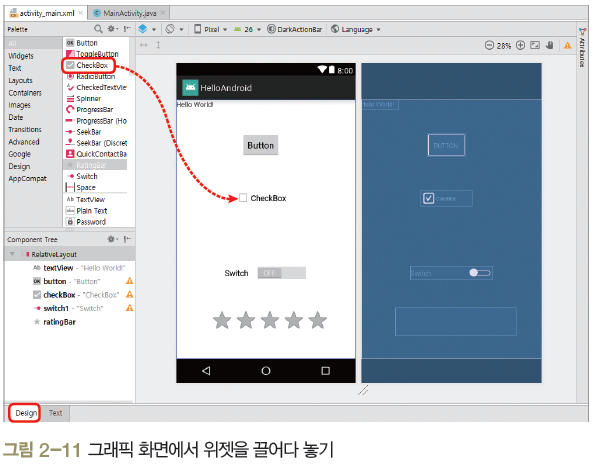 activity_main.xml × MainActivity.java ×
Palette
Pixel 26 DarkActionBar Language
28%
Attributes
All
Widgets
Text
Layouts
Containers
Images
Date
Transitions
Advanced
Google
Design
AppCompat
OK Button
ToggleButton
CheckBox
RadioButton
CheckedTextVie
Spinner
ProgressBar
ProgressBar (Ho
SeekBar
SeekBar (Discret
QuickContactBa
RatingBar
Switch
Space
Ab TextView
Plain Text
Password
8:00
HelloAndroid
Hello World!
Button
CheckBox
Switch OFF
Hello World!
BUTTON
CheckBox
Switch
Component Tree
RelativeLayout
Ab textView - "Hello World!"
OK button - "Button"
checkBox - "CheckBox"
switch1 - "Switch"
ratingBar
Design Text
그림 2-11 그래픽 화면에서 위젯을 끌어다 놓기